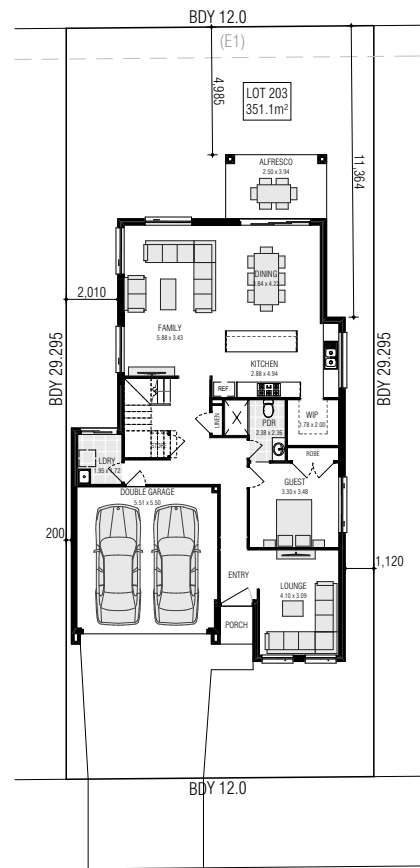 BDY 12.0
(E1)
4,985
LOT 203
351.1m²
11,364
ALFRESCO
2.50 x 3.94
DINING
2.84 x 4.22
2,010
FAMILY
5.88 x 3.43
KITCHEN
2.88 x 4.94
BDY 29.295
BDY 29.295
REF.
LINEN
PDR
2.38 x 2.36
WIP
1.78 x 2.00
ROBE
LDRY
1.95 x 1.72
GUEST
3.30 x 3.48
DOUBLE GARAGE
5.51 x 5.50
200
1,120
ENTRY
LOUNGE
4.10 x 3.09
PORCH
BDY 12.0